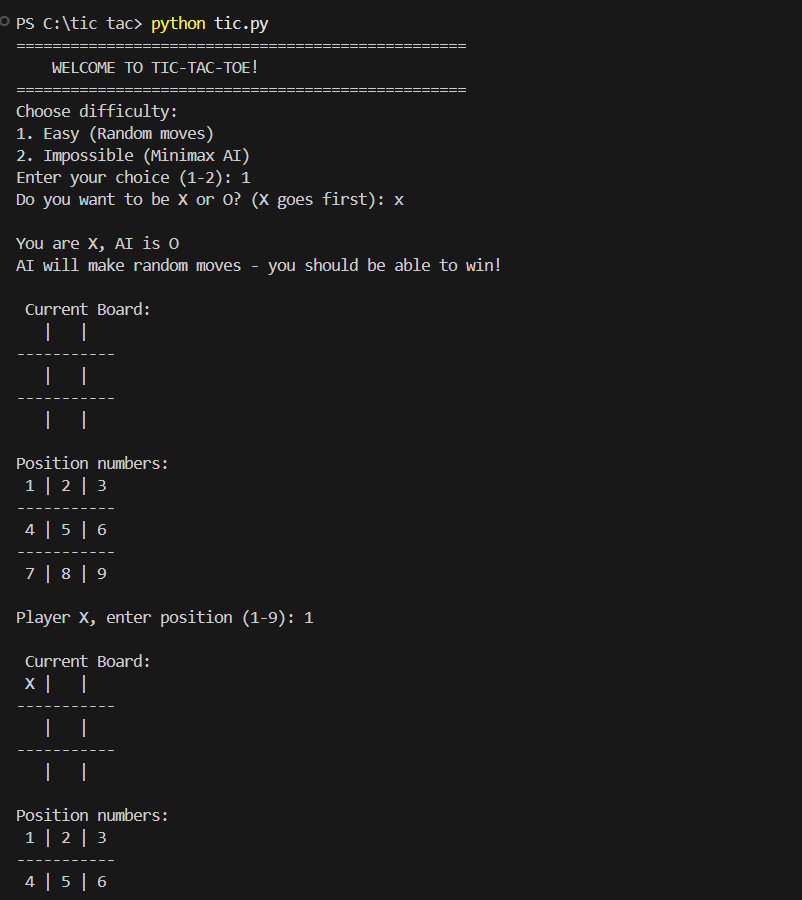 PS C:\tic tac> python tic.py
==================================================
    WELCOME TO TIC-TAC-TOE!
==================================================
Choose difficulty:
1. Easy (Random moves)
2. Impossible (Minimax AI)
Enter your choice (1-2): 1
Do you want to be X or O? (X goes first): x

You are X, AI is O
AI will make random moves - you should be able to win!

 Current Board:
   |   |
-----------
   |   |
-----------
   |   |

Position numbers:
 1 | 2 | 3
-----------
 4 | 5 | 6
-----------
 7 | 8 | 9

Player X, enter position (1-9): 1

 Current Board:
 X |   |
-----------
   |   |
-----------
   |   |

Position numbers:
 1 | 2 | 3
-----------
 4 | 5 | 6